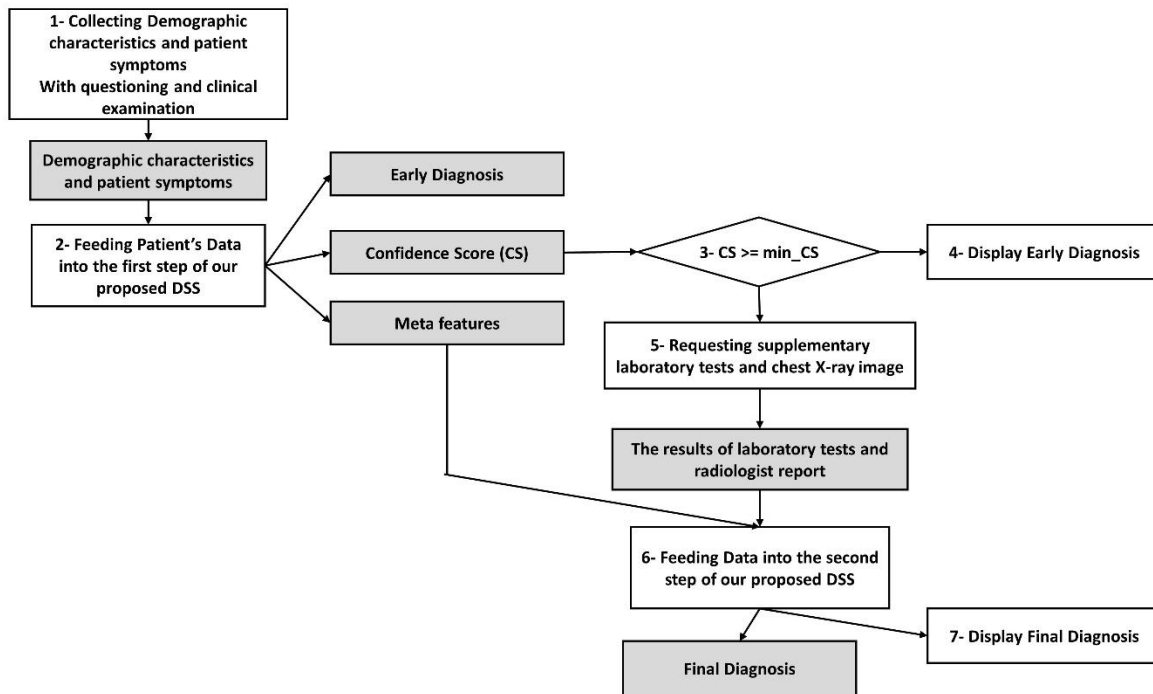 1- Collecting Demographic
characteristics and patient
symptoms
With questioning and clinical
examination
Demographic characteristics
and patient symptoms
2- Feeding Patient's Data
into the first step of our
proposed DSS
Early Diagnosis
Confidence Score (CS)
Meta features
3- CS >= min_CS
4- Display Early Diagnosis
5- Requesting supplementary
laboratory tests and chest X-ray image
The results of laboratory tests and
radiologist report
6- Feeding Data into the second
step of our proposed DSS
7- Display Final Diagnosis
Final Diagnosis